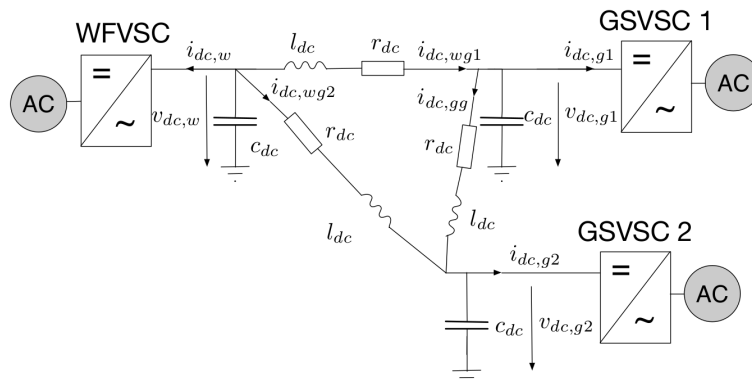 WFVSC
GSVSC 1
i_{dc,w}
l_{dc}
r_{dc}
i_{dc,wg1}
i_{dc,g1}
=
~
AC
v_{dc,w}
c_{dc}
i_{dc,wg2}
r_{dc}
l_{dc}
i_{dc,gg}
r_{dc}
l_{dc}
c_{dc}
v_{dc,g1}
=
~
AC
GSVSC 2
i_{dc,g2}
c_{dc}
v_{dc,g2}
=
~
AC